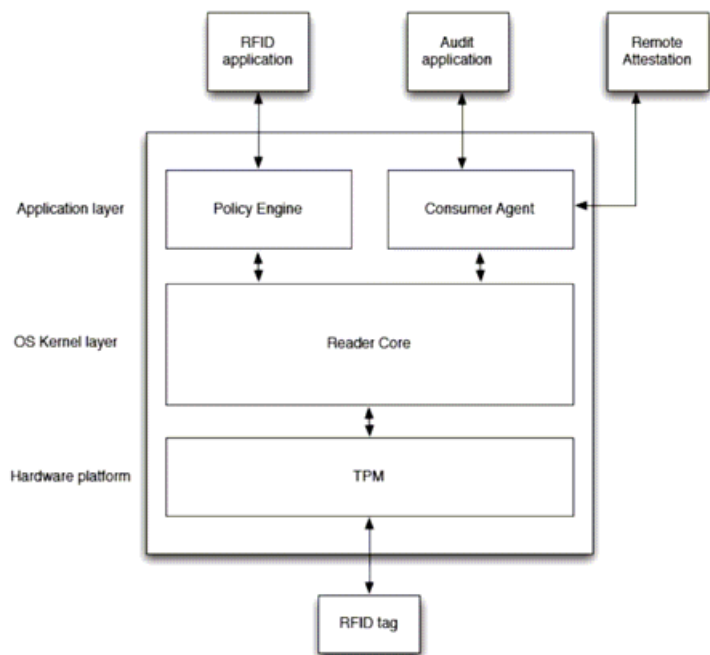 RFID
application
Audit
application
Remote
Attestation
Application layer
Policy Engine
Consumer Agent
OS Kernel layer
Reader Core
Hardware platform
TPM
RFID tag